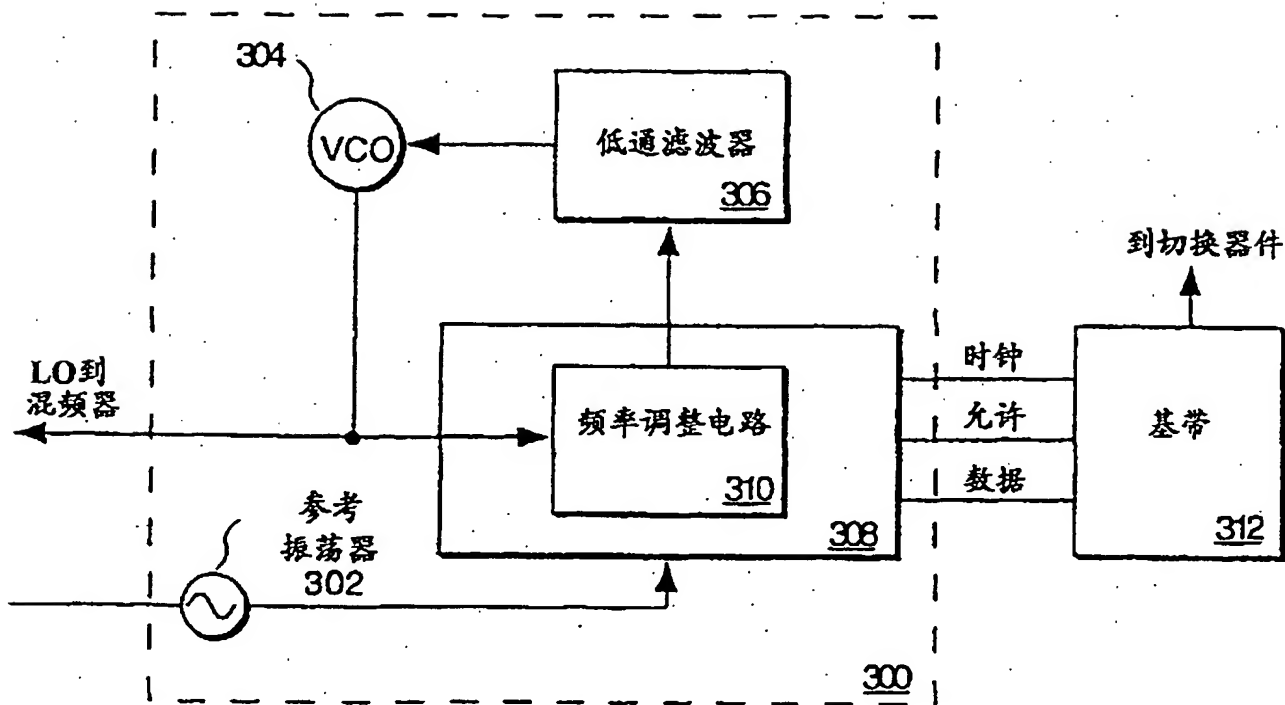 304
VCO
低通滤波器
306
到切换器件
LO到
混频器
频率调整电路
310
308
时钟
允许
数据
基带
312
参考
振荡器
302
300